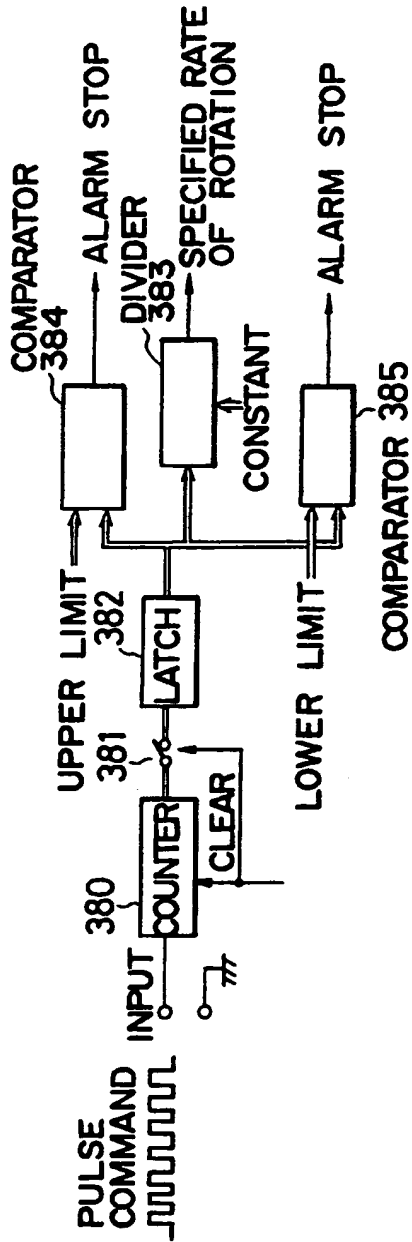 PULSE
COMMAND
INPUT
380
COUNTER
CLEAR
381
382
LATCH
UPPER LIMIT
LOWER LIMIT
COMPARATOR
384
ALARM STOP
DIVIDER
383
CONSTANT
SPECIFIED RATE
OF ROTATION
COMPARATOR 385
ALARM STOP